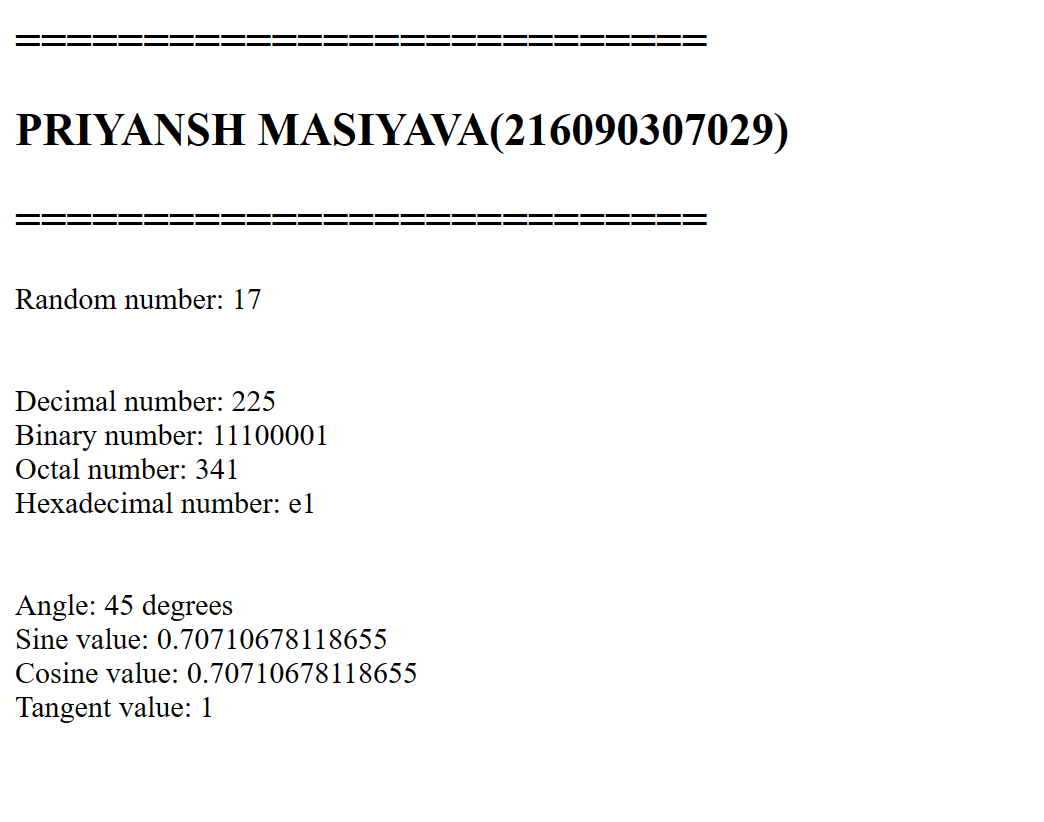 ===========================
PRIYANSH MASIYAVA(216090307029)
===========================
Random number: 17
Decimal number: 225
Binary number: 11100001
Octal number: 341
Hexadecimal number: e1
Angle: 45 degrees
Sine value: 0.70710678118655
Cosine value: 0.70710678118655
Tangent value: 1